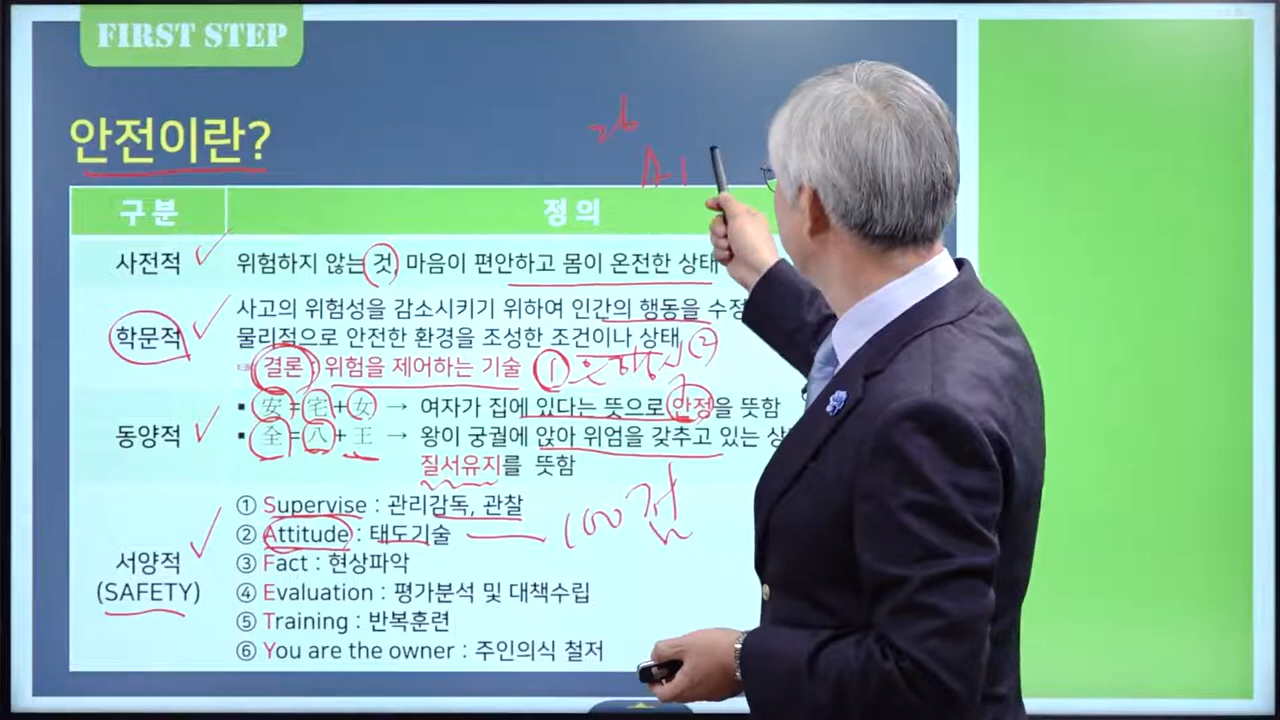 FIRST STEP
안전이란?
26
A 1
구분 정의
사전적 위험하지 않는 것, 마음이 편안하고 몸이 온전한 상태
학문적 사고의 위험성을 감소시키기 위하여 인간의 행동을 수정
물리적으로 안전한 환경을 조성한 조건이나 상태
☞ 결론 : 위험을 제어하는 기술 ① ②
동양적 ▪ 安=宅+女 → 여자가 집에 있다는 뜻으로 안정을 뜻함
▪ 全=八+王 → 왕이 궁궐에 앉아 위엄을 갖추고 있는
질서유지를 뜻함
서양적
(SAFETY)
① Supervise : 관리감독, 관찰
② Attitude : 태도기술 100점
③ Fact : 현상파악
④ Evaluation : 평가분석 및 대책수립
⑤ Training : 반복훈련
⑥ You are the owner : 주인의식 철저